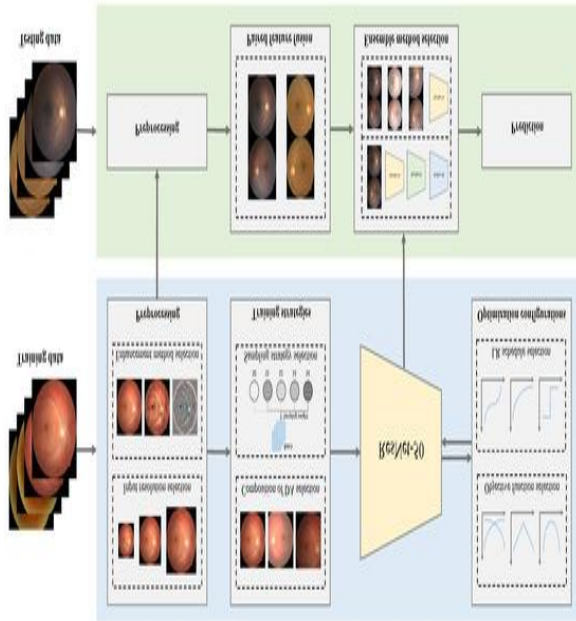 Testing data
Preprocessing
Paired feature fusion
Ensemble method selection
Prediction
Training data
Preprocessing
Enhancement method selection
Input resolution selection
Training strategies
Sampling strategy selection
Composition of DA selection
ResNet-50
Optimization configurations
LR schedule selection
Objective function selection